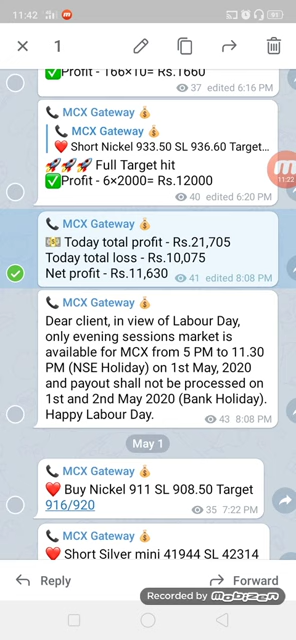 11:42
1
✅Profit - 166×10= Rs.1660
37 edited 6:16 PM
MCX Gateway 💰
MCX Gateway 💰
❤️ Short Nickel 933.50 SL 936.60 Target...
🚀🚀🚀 Full Target hit
✅Profit - 6×2000= Rs.12000
40 edited 6:20 PM
11:22
MCX Gateway 💰
💵 Today total profit - Rs.21,705
Today total loss - Rs.10,075
Net profit - Rs.11,630
41 edited 8:08 PM
MCX Gateway 💰
Dear client, in view of Labour Day,
only evening sessions market is
available for MCX from 5 PM to 11.30
PM (NSE Holiday) on 1st May, 2020
and payout shall not be processed on
1st and 2nd May 2020 (Bank Holiday).
Happy Labour Day.
43 8:08 PM
May 1
MCX Gateway 💰
❤️ Buy Nickel 911 SL 908.50 Target
916/920
35 7:22 PM
MCX Gateway 💰
❤️ Short Silver mini 41944 SL 42314
Reply
Forward
Recorded by MOBIZEN